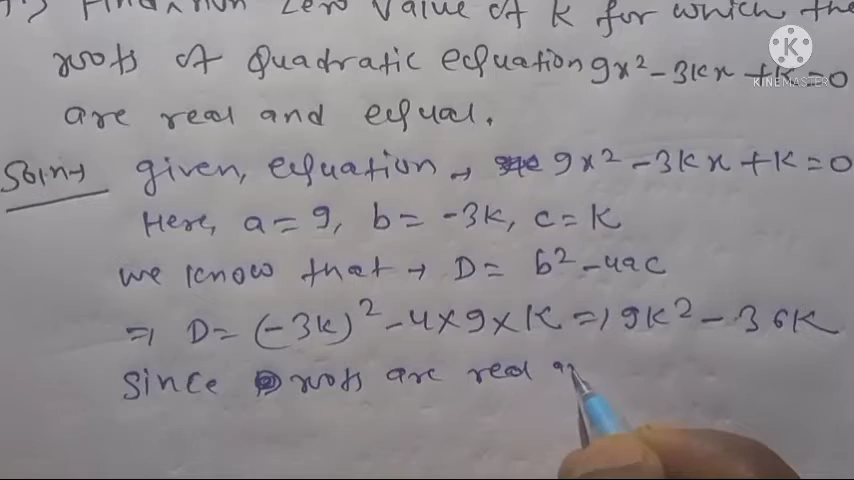 Find a non zero value of k for which the
roots of quadratic equation 9x² - 3kx + k = 0
are real and equal.
Soln→ given, equation → 9x² - 3kx + k = 0
Here, a = 9, b = -3k, c = k
we know that → D = b² - 4ac
⇒ D = (-3k)² - 4×9×k ⇒ 9k² - 36k
Since roots are real
K
KINEMASTER